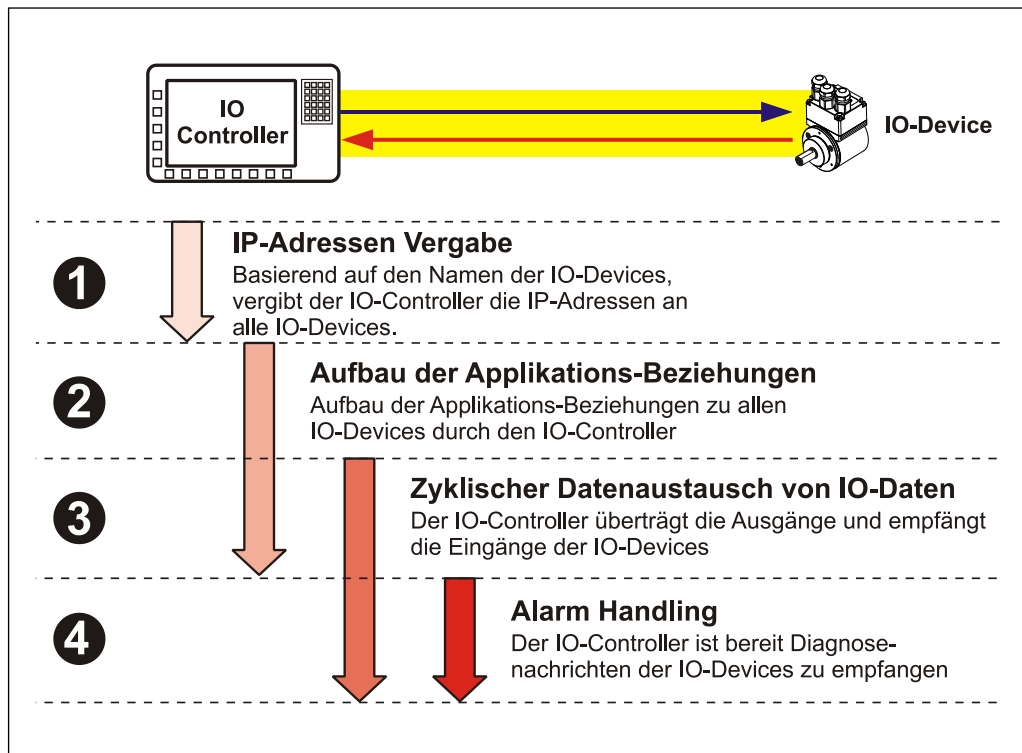 IO
Controller
IO-Device
1
IP-Adressen Vergabe
Basierend auf den Namen der IO-Devices,
vergibt der IO-Controller die IP-Adressen an
alle IO-Devices.
2
Aufbau der Applikations-Beziehungen
Aufbau der Applikations-Beziehungen zu allen
IO-Devices durch den IO-Controller
3
Zyklischer Datenaustausch von IO-Daten
Der IO-Controller überträgt die Ausgänge und empfängt
die Eingänge der IO-Devices
4
Alarm Handling
Der IO-Controller ist bereit Diagnose-
nachrichten der IO-Devices zu empfangen